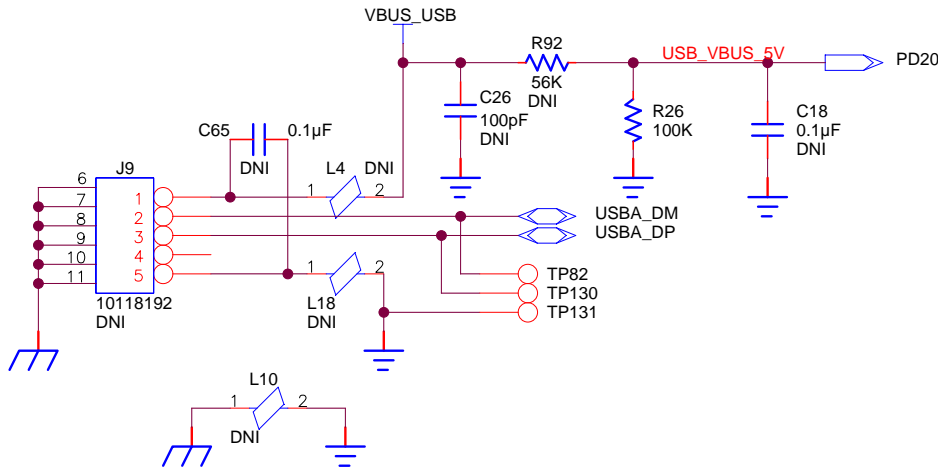 VBUS_USB
R92
USB_VBUS_5V
PD20
56K
DNI
C26
100pF
DNI
R26
100K
C18
0.1µF
DNI
C65
0.1µF
DNI
L4
DNI
J9
6
7
8
9
10
11
1
2
3
4
5
1
2
USBA_DM
USBA_DP
1
2
TP82
TP130
TP131
L18
DNI
10118192
DNI
L10
1
2
DNI